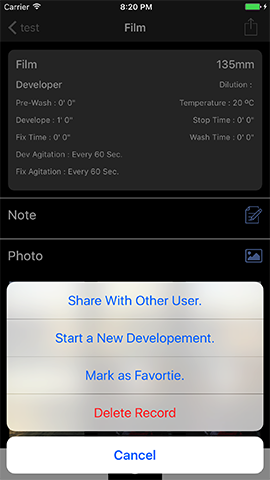 Carrier 8:20 PM
test Film
Film 135mm
Developer Dilution :
Pre-Wash : 0' 0" Temperature : 20 ºC
Develope : 1' 0" Stop Time : 0' 0"
Fix Time : 0' 0" Wash Time : 0' 0"
Dev Agitation : Every 60 Sec.
Fix Agitation : Every 60 Sec.
Note
Photo
Share With Other User.
Start a New Developement.
Mark as Favortie.
Delete Record
Cancel